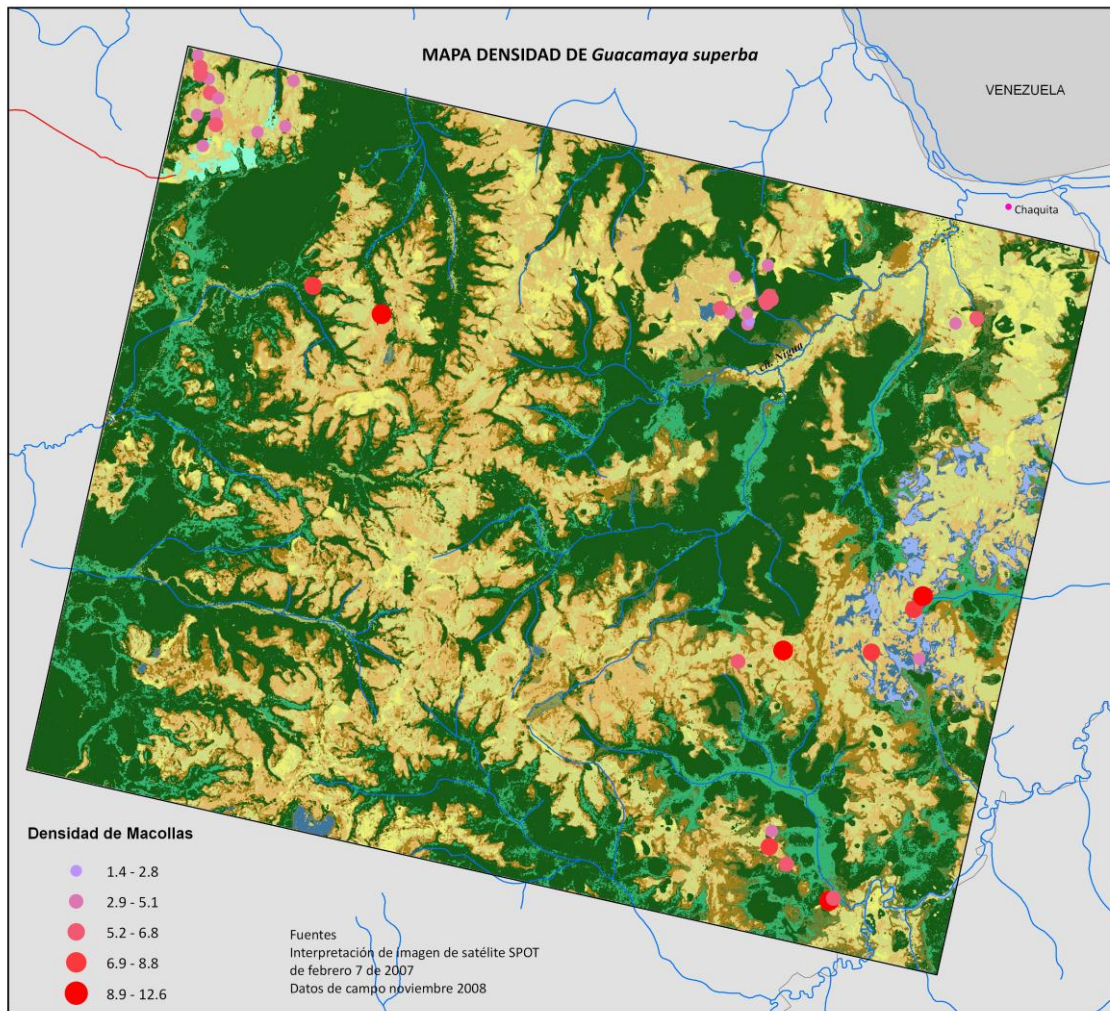 MAPA DENSIDAD DE Guacamaya superba
VENEZUELA
Chaquita
cñ. Nigua
Densidad de Macollas
1.4 - 2.8
2.9 - 5.1
5.2 - 6.8
6.9 - 8.8
8.9 - 12.6
Fuentes
Interpretación de imagen de satélite SPOT
de febrero 7 de 2007
Datos de campo noviembre 2008